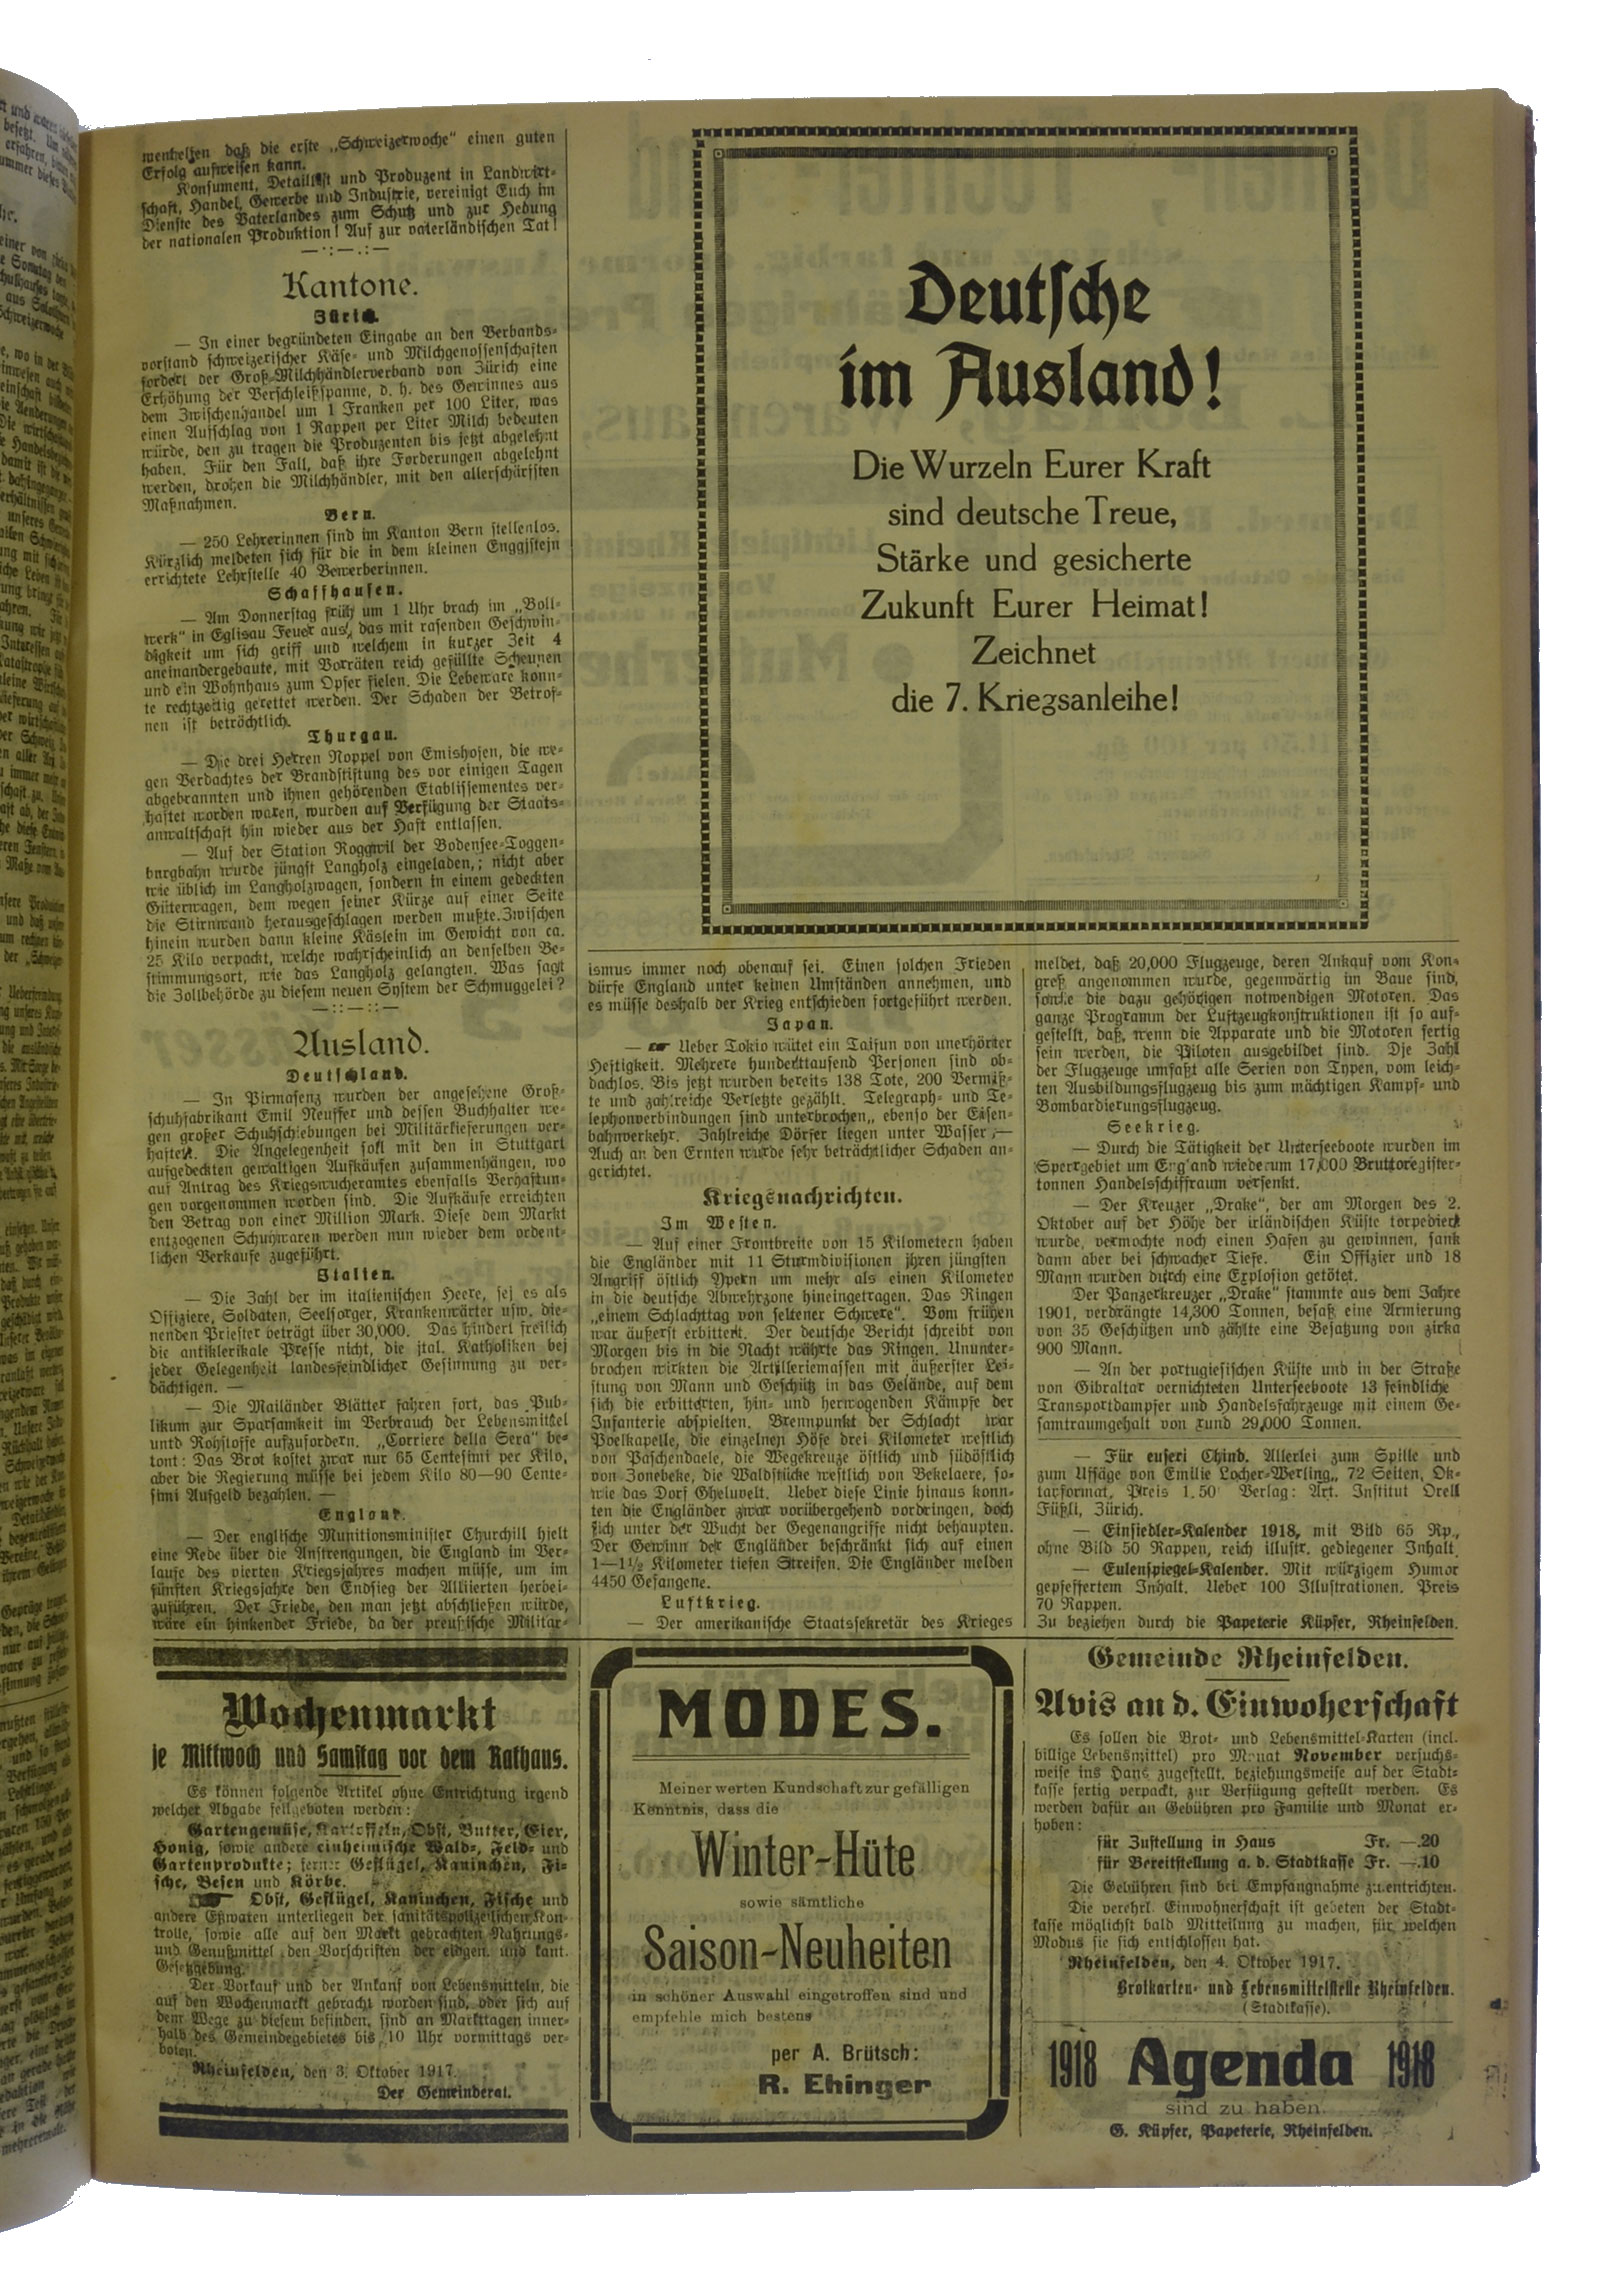 menhelfen daß die erste „Schweizerwoche“ einen guten
Erfolg aufweisen kann.
Konsument, Detaillist und Produzent in Landwirt-
schaft, Handel, Gewerbe und Industrie, vereinigt Euch im
Dienste des Vaterlandes zum Schutz und zur Hebung
der nationalen Produktion! Auf zur vaterländischen Tat!
Kantone.
Zürich.
— In einer begründeten Eingabe an den Verbands-
vorstand schweizerischer Käse- und Milchgenossenschaften
fordert der Groß-Milchhändlerverband von Zürich eine
Erhöhung der Verschleißspanne, d. h. des Gewinnes aus
dem Zwischenhandel um 1 Franken per 100 Liter, was
einen Aufschlag von 1 Rappen per Liter Milch bedeuten
würde, den zu tragen die Produzenten bis jetzt abgelehnt
haben. Für den Fall, daß ihre Forderungen abgelehnt
werden, drohen die Milchhändler, mit den allerschärfsten
Maßnahmen.
Bern.
— 250 Lehrerinnen sind im Kanton Bern stellenlos.
Kürzlich meldeten sich für die in dem kleinen Enggistein
errichtete Lehrstelle 40 Bewerberinnen.
Schaffhausen.
— Am Donnerstag früh um 1 Uhr brach im „Boll-
werk“ in Eglisau Feuer aus, das mit rasenden Geschwin-
digkeit um sich griff und welchem in kurzer Zeit 4
aneinandergebaute, mit Vorräten reich gefüllte Scheunen
und ein Wohnhaus zum Opfer fielen. Die Lebeware konn-
te rechtzeitig gerettet werden. Der Schaden der Betrof-
nen ist beträchtlich.
Thurgau.
— Die drei Herren Noppel von Emishofen, die we-
gen Verdachtes der Brandstiftung des vor einigen Tagen
abgebrannten und ihnen gehörenden Etablissementes ver-
haftet worden waren, wurden auf Verfügung der Staats-
anwaltschaft hin wieder aus der Haft entlassen.
— Auf der Station Roggwil der Bodensee-Toggen-
burgbahn wurde jüngst Langholz eingeladen,; nicht aber
wie üblich im Langholzwagen, sondern in einem gedeckten
Güterwagen, dem wegen seiner Kürze auf einer Seite
die Stirnwand herausgeschlagen werden mußte. Zwischen
hinein wurden dann kleine Käslein im Gewicht von ca.
25 Kilo verpackt, welche wahrscheinlich an denselben Be-
stimmungsort, wie das Langholz gelangten. Was sagt
die Zollbehörde zu diesem neuen System der Schmuggelei?
Ausland.
Deutschland.
— In Pirmasenz wurden der angesehene Groß-
schuhfabrikant Emil Neuffer und dessen Buchhalter we-
gen großer Schuhschiebungen bei Militärlieferungen ver-
haftet. Die Angelegenheit soll mit den in Stuttgart
aufgedeckten gewaltigen Aufkäufen zusammenhängen, wo
auf Antrag des Kriegswucheramtes ebenfalls Verhaftun-
gen vorgenommen worden sind. Die Aufkäufe erreichten
den Betrag von einer Million Mark. Diese dem Markt
entzogenen Schuhwaren werden nun wieder dem ordent-
lichen Verkaufe zugeführt.
Italien.
— Die Zahl der im italienischen Heere, sei es als
Offiziere, Soldaten, Seelsorger, Krankenwärter usw. die-
nenden Priester beträgt über 30,000. Das hindert freilich
die antiklerikale Presse nicht, die ital. Katholiken bei
jeder Gelegenheit landesfeindlicher Gesinnung zu ver-
dächtigen. —
— Die Mailänder Blätter fahren fort, das Pub-
likum zur Sparsamkeit im Verbrauch der Lebensmittel
untd Rohstoffe aufzufordern. „Corriere della Sera“ be-
tont: Das Brot kostet zwar nur 65 Centesimi per Kilo,
aber die Regierung müsse bei jedem Kilo 80—90 Cente-
simi Aufgeld bezahlen. —
England.
— Der englische Munitionsminister Churchill hielt
eine Rede über die Anstrengungen, die England im Ver-
laufe des vierten Kriegsjahres machen müsse, um im
fünften Kriegsjahre den Endsieg der Alliierten herbei-
zuführen. Der Friede, den man jetzt abschließen würde,
wäre ein hinkender Friede, da der preußische Militar-
Deutsche
im Ausland!
Die Wurzeln Eurer Kraft
sind deutsche Treue,
Stärke und gesicherte
Zukunft Eurer Heimat!
Zeichnet
die 7. Kriegsanleihe!
ismus immer noch obenauf sei. Einen solchen Frieden
dürfe England unter keinen Umständen annehmen, und
es müsse deshalb der Krieg entschieden fortgeführt werden.
Japan.
— Ueber Tokio wütet ein Taifun von unerhörter
Heftigkeit. Mehrere hunderttausend Personen sind ob-
dachlos. Bis jetzt wurden bereits 138 Tote, 200 Vermiß-
te und zahlreiche Verletzte gezählt. Telegraph- und Te-
lephonverbindungen sind unterbrochen, ebenso der Eisen-
bahnverkehr. Zahlreiche Dörfer liegen unter Wasser.—
Auch an den Ernten wurde sehr beträchtlicher Schaden an-
gerichtet.
Kriegsnachrichten.
Im Westen.
— Auf einer Frontbreite von 15 Kilometern haben
die Engländer mit 11 Sturmdivisionen ihren jüngsten
Angriff östlich Ypern um mehr als einen Kilometer
in die deutsche Abwehrzone hineingetragen. Das Ringen
„einem Schlachttag von seltener Schwere“. Vom frühen
war äußerst erbittert. Der deutsche Bericht schreibt von
Morgen bis in die Nacht währte das Ringen. Ununter-
brochen wirkten die Artilleriemassen mit äußerster Lei-
stung von Mann und Geschütz in das Gelände, auf dem
sich die erbitterten, hin- und herwogenden Kämpfe der
Infanterie abspielten. Brennpunkt der Schlacht war
Poelkapelle, die einzelnen Höfe drei Kilometer westlich
von Paschendaele, die Wegekreuze östlich und südöstlich
von Zonebeke, die Waldstücke westlich von Bekelaere, so-
wie das Dorf Gheluvelt. Ueber diese Linie hinaus konn-
ten die Engländer zwar vorübergehend vordringen, doch
sich unter der Wucht der Gegenangriffe nicht behaupten.
Der Gewinn der Engländer beschränkt sich auf einen
1—1½ Kilometer tiefen Streifen. Die Engländer melden
4450 Gefangene.
Luftkrieg.
— Der amerikanische Staatssekretär des Krieges
meldet, daß 20,000 Flugzeuge, deren Ankauf vom Kon-
greß angenommen wurde, gegenwärtig im Baue sind,
sowie die dazu gehörigen notwendigen Motoren. Das
ganze Programm der Luftzeugkonstruktionen ist so auf-
gestellt, daß, wenn die Apparate und die Motoren fertig
sein werden, die Piloten ausgebildet sind. Die Zahl
der Flugzeuge umfaßt alle Serien von Typen, vom leich-
ten Ausbildungsflugzeug bis zum mächtigen Kampf- und
Bombardierungsflugzeug.
Seekrieg.
— Durch die Tätigkeit der Unterseeboote wurden im
Sperrgebiet um England wiederum 17,000 Bruttoregister-
tonnen Handelsschiffraum versenkt.
— Der Kreuzer „Drake“, der am Morgen des 2.
Oktober auf der Höhe der irländischen Küste torpediert
wurde, vermochte noch einen Hafen zu gewinnen, sank
dann aber bei schwacher Tiefe. Ein Offizier und 18
Mann wurden durch eine Explosion getötet.
Der Panzerkreuzer „Drake“ stammte aus dem Jahre
1901, verdrängte 14,300 Tonnen, besaß eine Armierung
von 35 Geschützen und zählte eine Besatzung von zirka
900 Mann.
— An der portugiesischen Küste und in der Straße
von Gibraltar vernichteten Unterseeboote 13 feindliche
Transportdampfer und Handelsfahrzeuge mit einem Ge-
samtraumgehalt von rund 29,000 Tonnen.
— Für euseri Chind. Allerlei zum Spille und
zum Ufsäge von Emilie Locher-Werling, 72 Seiten, Ok-
tavformat, Preis 1.50 Verlag: Art. Institut Orell
Füßli, Zürich.
— Einsiedler-Kalender 1918, mit Bild 65 Rp.,
ohne Bild 50 Rappen, reich illustr. gediegener Inhalt.
— Eulenspiegel-Kalender. Mit würzigem Humor
gepfeffertem Inhalt. Ueber 100 Illustrationen. Preis
70 Rappen.
Zu beziehen durch die Papeterie Küpfer, Rheinfelden.
Wochenmarkt
je Mittwoch und Samstag vor dem Rathaus.
Es können folgende Artikel ohne Entrichtung irgend
welcher Abgabe feilgeboten werden:
Gartengemüse, Kartoffeln, Obst, Butter, Eier,
Honig, sowie andere einheimische Wald-, Feld- und
Gartenprodukte; ferner Geflügel, Kaninchen, Fi-
sche, Besen und Körbe.
Obst, Geflügel, Kaninchen, Fische und
andere Eßwaten unterliegen der sanitätspolizeilichen Kon-
trolle, sowie alle auf den Markt gebrachten Nahrungs-
und Genußmittel den Vorschriften der eidgen. und kant.
Gesetzgebung.
Der Vorkauf und der Ankauf von Lebensmitteln, die
auf den Wochenmarkt gebracht worden sind, oder sich auf
dem Wege zu diesem befinden, sind an Markttagen inner-
halb des Gemeindegebietes bis 10 Uhr vormittags ver-
boten.
Rheinfelden, den 3. Oktober 1917.
Der Gemeinderat.
MODES.
Meiner werten Kundschaft zur gefälligen
Kenntnis, dass die
Winter-Hüte
sowie sämtliche
Saison-Neuheiten
in schöner Auswahl eingetroffen sind und
empfehle mich bestens
per A. Brütsch:
R. Ehinger
Gemeinde Rheinfelden.
Avis an d. Einwoherschaft
Es sollen die Brot- und Lebensmittel-Karten (incl.
billige Lebensmittel) pro Monat November versuchs-
weise ins Haus zugestellt, beziehungsweise auf der Stadt-
kasse fertig verpackt, zur Verfügung gestellt werden. Es
werden dafür an Gebühren pro Familie und Monat er-
hoben:
für Zustellung in Haus Fr. —.20
für Bereitstellung a. d. Stadtkasse Fr. —.10
Die Gebühren sind bei Empfangnahme zu entrichten.
Die verehrl. Einwohnerschaft ist gebeten der Stadt-
kasse möglichst bald Mitteilung zu machen, für welchen
Modus sie sich entschlossen hat.
Rheinfelden, den 4. Oktober 1917.
Brotkarten- und Lebensmittelstelle Rheinfelden.
(Stadtkasse).
1918 Agenda 1918
sind zu haben.
G. Küpfer, Papeterie, Rheinfelden.